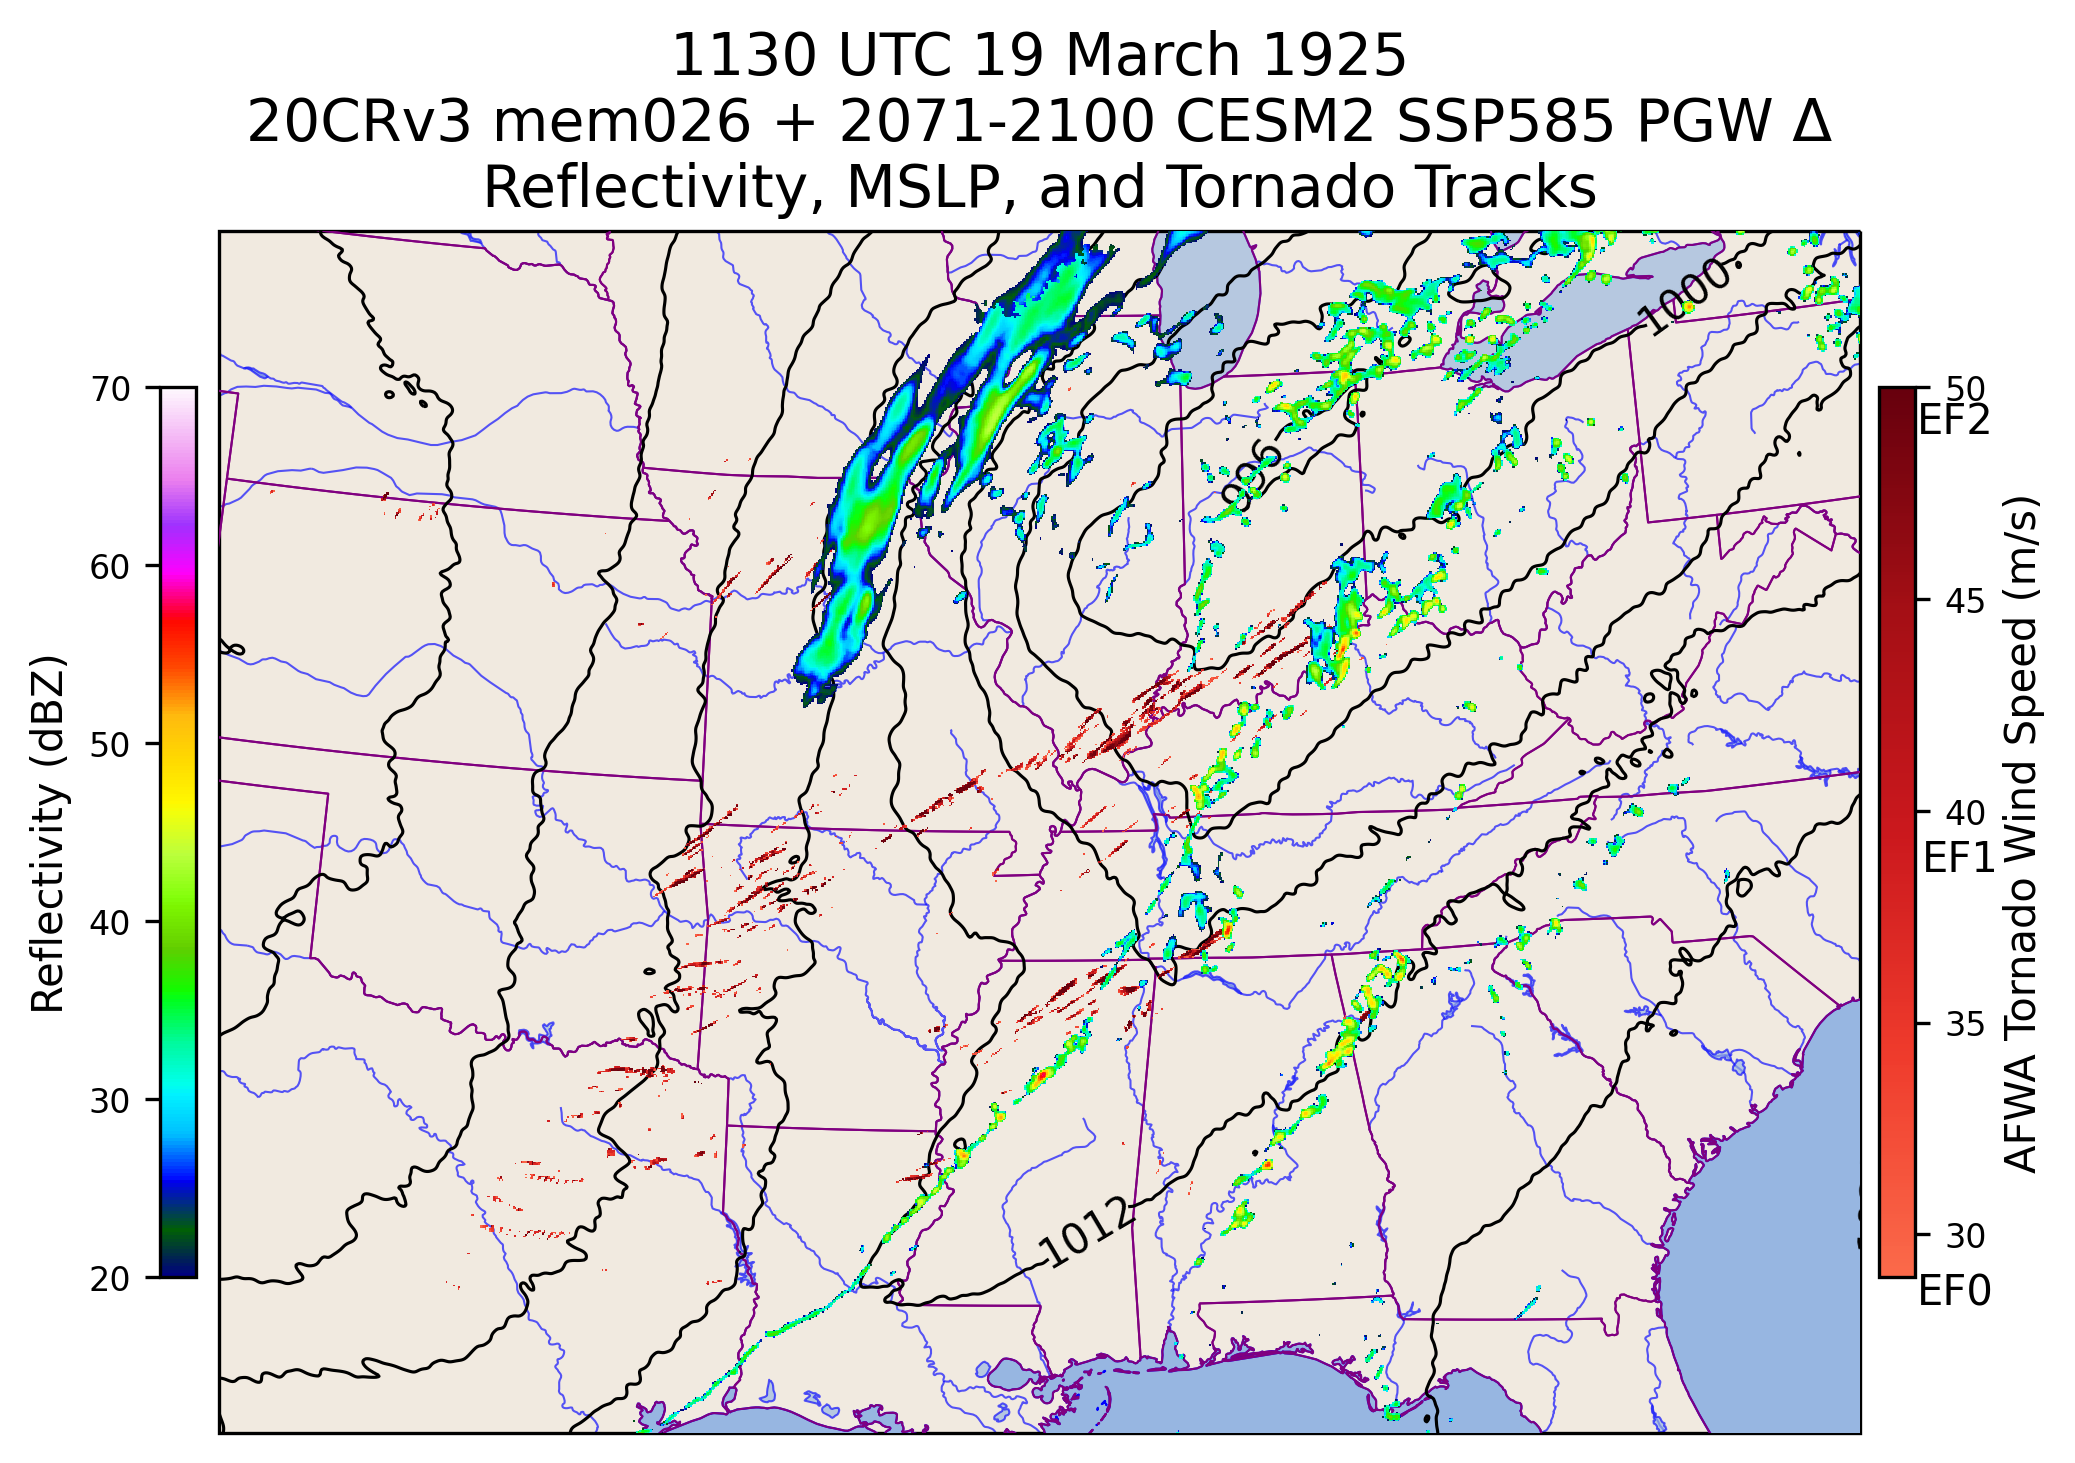 1130 UTC 19 March 1925
20CRv3 mem026 + 2071-2100 CESM2 SSP585 PGW Δ
Reflectivity, MSLP, and Tornado Tracks
Reflectivity (dBZ)
70
60
50
40
30
20
1000
996
1012
50
EF2
45
40
EF1
35
30
EF0
AFWA Tornado Wind Speed (m/s)